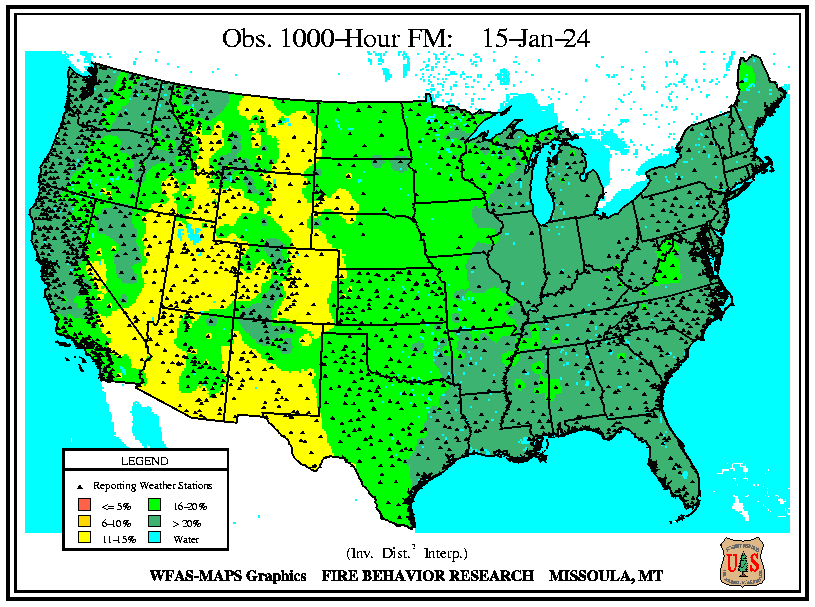 Obs. 1000-Hour FM: 15-Jan-24
LEGEND
Reporting Weather Stations
<= 5% 16-20%
6-10% > 20%
11-15% Water
(Inv. Dist.² Interp.)
WFAS-MAPS Graphics FIRE BEHAVIOR RESEARCH MISSOULA, MT
U S